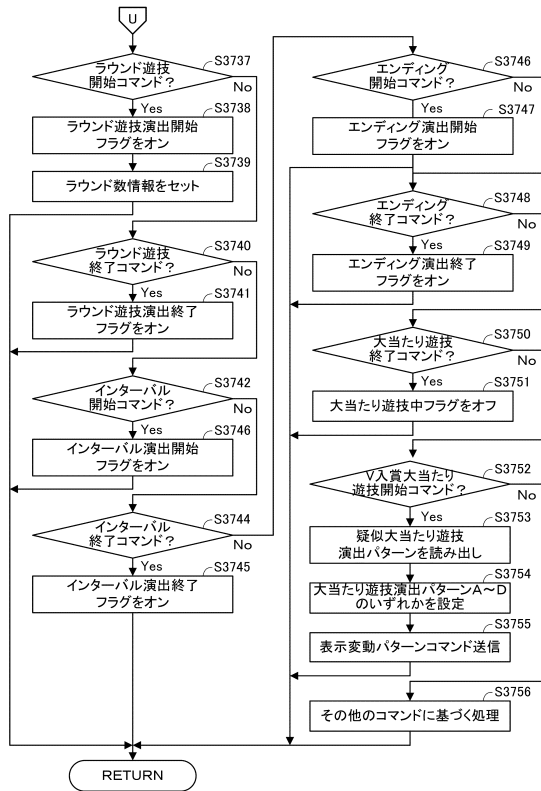 U
ラウンド遊技
開始コマンド？
S3737
No
Yes
S3738
ラウンド遊技演出開始
フラグをオン
S3739
ラウンド数情報をセット
ラウンド遊技
終了コマンド？
S3740
No
Yes
S3741
ラウンド遊技演出終了
フラグをオン
インターバル
開始コマンド？
S3742
No
Yes
S3746
インターバル演出開始
フラグをオン
インターバル
終了コマンド？
S3744
No
Yes
S3745
インターバル演出終了
フラグをオン
RETURN
エンディング
開始コマンド？
S3746
No
Yes
S3747
エンディング演出開始
フラグをオン
エンディング
終了コマンド？
S3748
No
Yes
S3749
エンディング演出終了
フラグをオン
大当たり遊技
終了コマンド？
S3750
No
Yes
S3751
大当たり遊技中フラグをオフ
V入賞大当たり
遊技開始コマンド？
S3752
No
Yes
S3753
疑似大当たり遊技
演出パターンを読み出し
S3754
大当たり遊技演出パターンA～D
のいずれかを設定
S3755
表示変動パターンコマンド送信
S3756
その他のコマンドに基づく処理